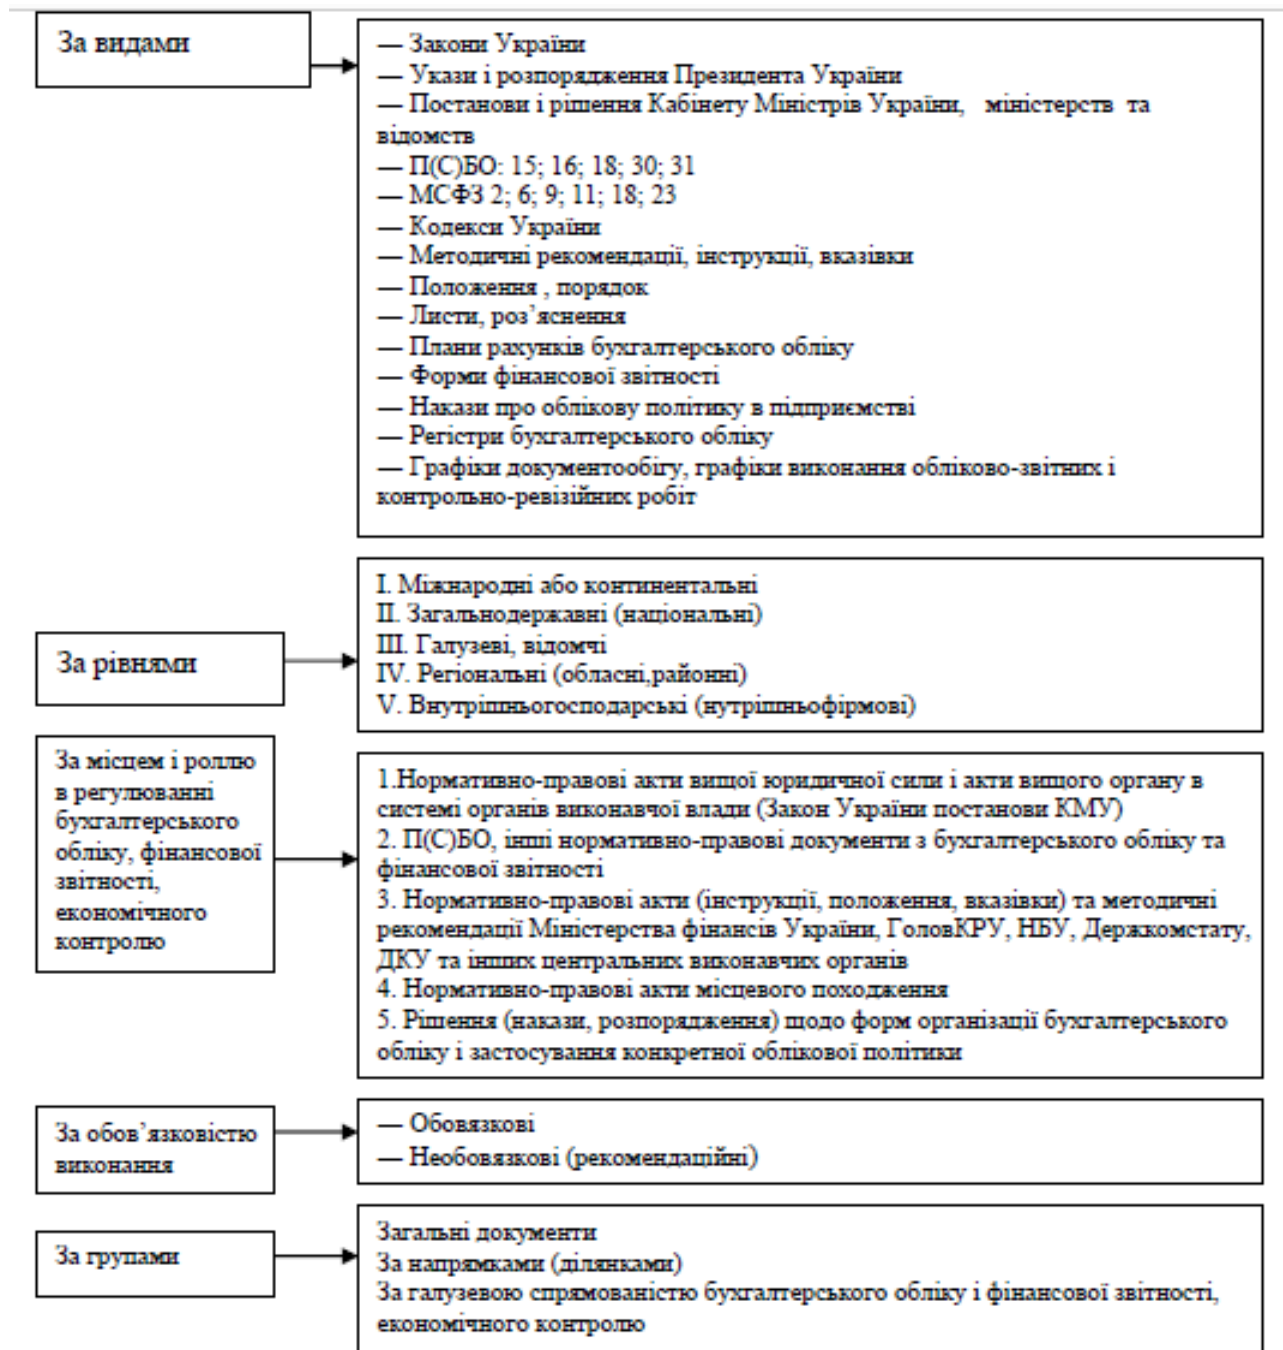 За видами
— Закони України
— Укази і розпорядження Президента України
— Постанови і рішення Кабінету Міністрів України, міністерств та
відомств
— П(С)БО: 15; 16; 18; 30; 31
— МСФЗ 2; 6; 9; 11; 18; 23
— Кодекси України
— Методичні рекомендації, інструкції, вказівки
— Положення , порядок
— Листи, роз’яснення
— Плани рахунків бухгалтерського обліку
— Форми фінансової звітності
— Накази про облікову політику в підприємстві
— Регістри бухгалтерського обліку
— Графіки документообігу, графіки виконання обліково-звітних і
контрольно-ревізійних робіт
За рівнями
I. Міжнародні або континентальні
II. Загальнодержавні (національні)
III. Галузеві, відомчі
IV. Регіональні (обласні,районні)
V. Внутрішньогосподарські (нутрішньофірмові)
За місцем і роллю
в регулюванні
бухгалтерського
обліку, фінансової
звітності,
економічного
контролю
1.Нормативно-правові акти вищої юридичної сили і акти вищого органу в
системі органів виконавчої влади (Закон України постанови КМУ)
2. П(С)БО, інші нормативно-правові документи з бухгалтерського обліку та
фінансової звітності
3. Нормативно-правові акти (інструкції, положення, вказівки) та методичні
рекомендації Міністерства фінансів України, ГоловКРУ, НБУ, Держкомстату,
ДКУ та інших центральних виконавчих органів
4. Нормативно-правові акти місцевого походження
5. Рішення (накази, розпорядження) щодо форм організації бухгалтерського
обліку і застосування конкретної облікової політики
За обов’язковістю
виконання
— Обовязкові
— Необовязкові (рекомендаційні)
За групами
Загальні документи
За напрямками (ділянками)
За галузевою спрямованістю бухгалтерського обліку і фінансової звітності,
економічного контролю